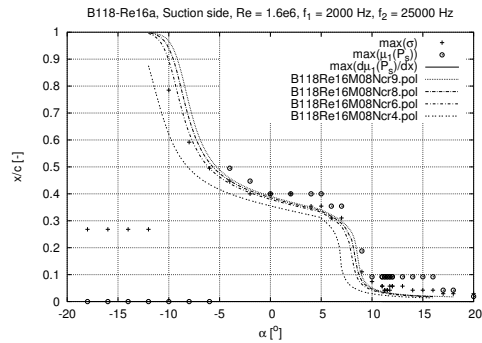 B118-Re16a, Suction side, Re = 1.6e6, f₁ = 2000 Hz, f₂ = 25000 Hz
max(σ)
max(μ₁(Pₛ))
max(dμ₁(Pₛ)/dx)
B118Re16M08Ncr9.pol
B118Re16M08Ncr8.pol
B118Re16M08Ncr6.pol
B118Re16M08Ncr4.pol
1
0.9
0.8
0.7
0.6
0.5
0.4
0.3
0.2
0.1
0
x/c [-]
-20 -15 -10 -5 0 5 10 15 20
α [°]